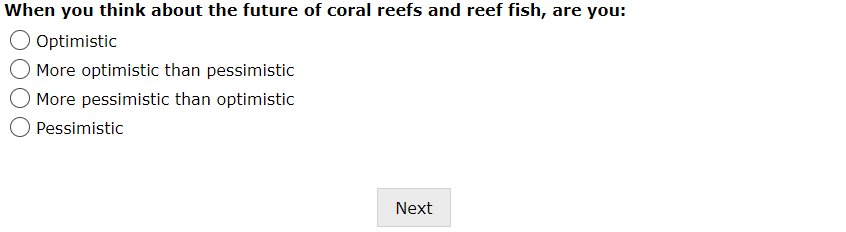 When you think about the future of coral reefs and reef fish, are you:
Optimistic
More optimistic than pessimistic
More pessimistic than optimistic
Pessimistic
Next